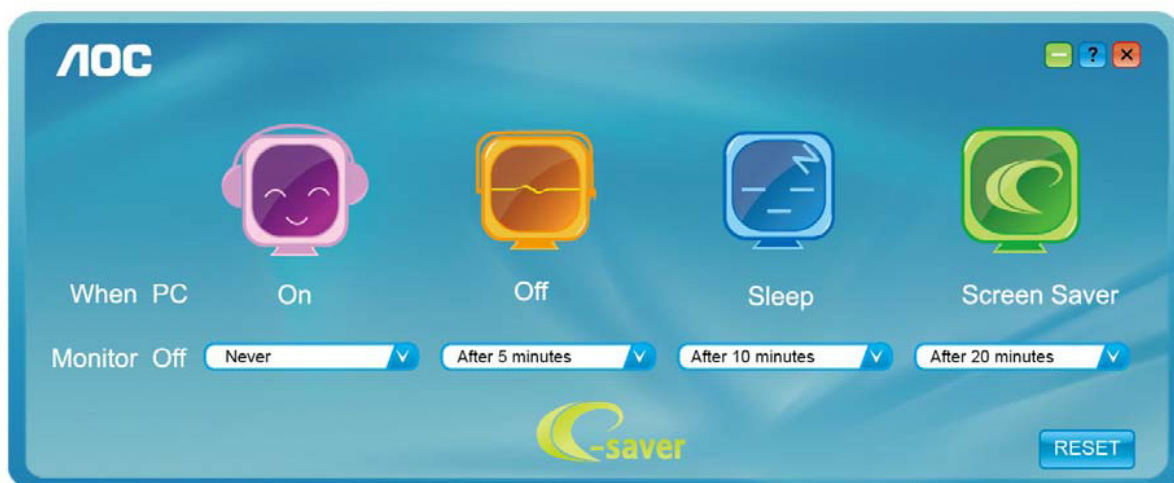 AOC
?
When PC On Off Sleep Screen Saver
Monitor Off Never After 5 minutes After 10 minutes After 20 minutes
e-saver
RESET